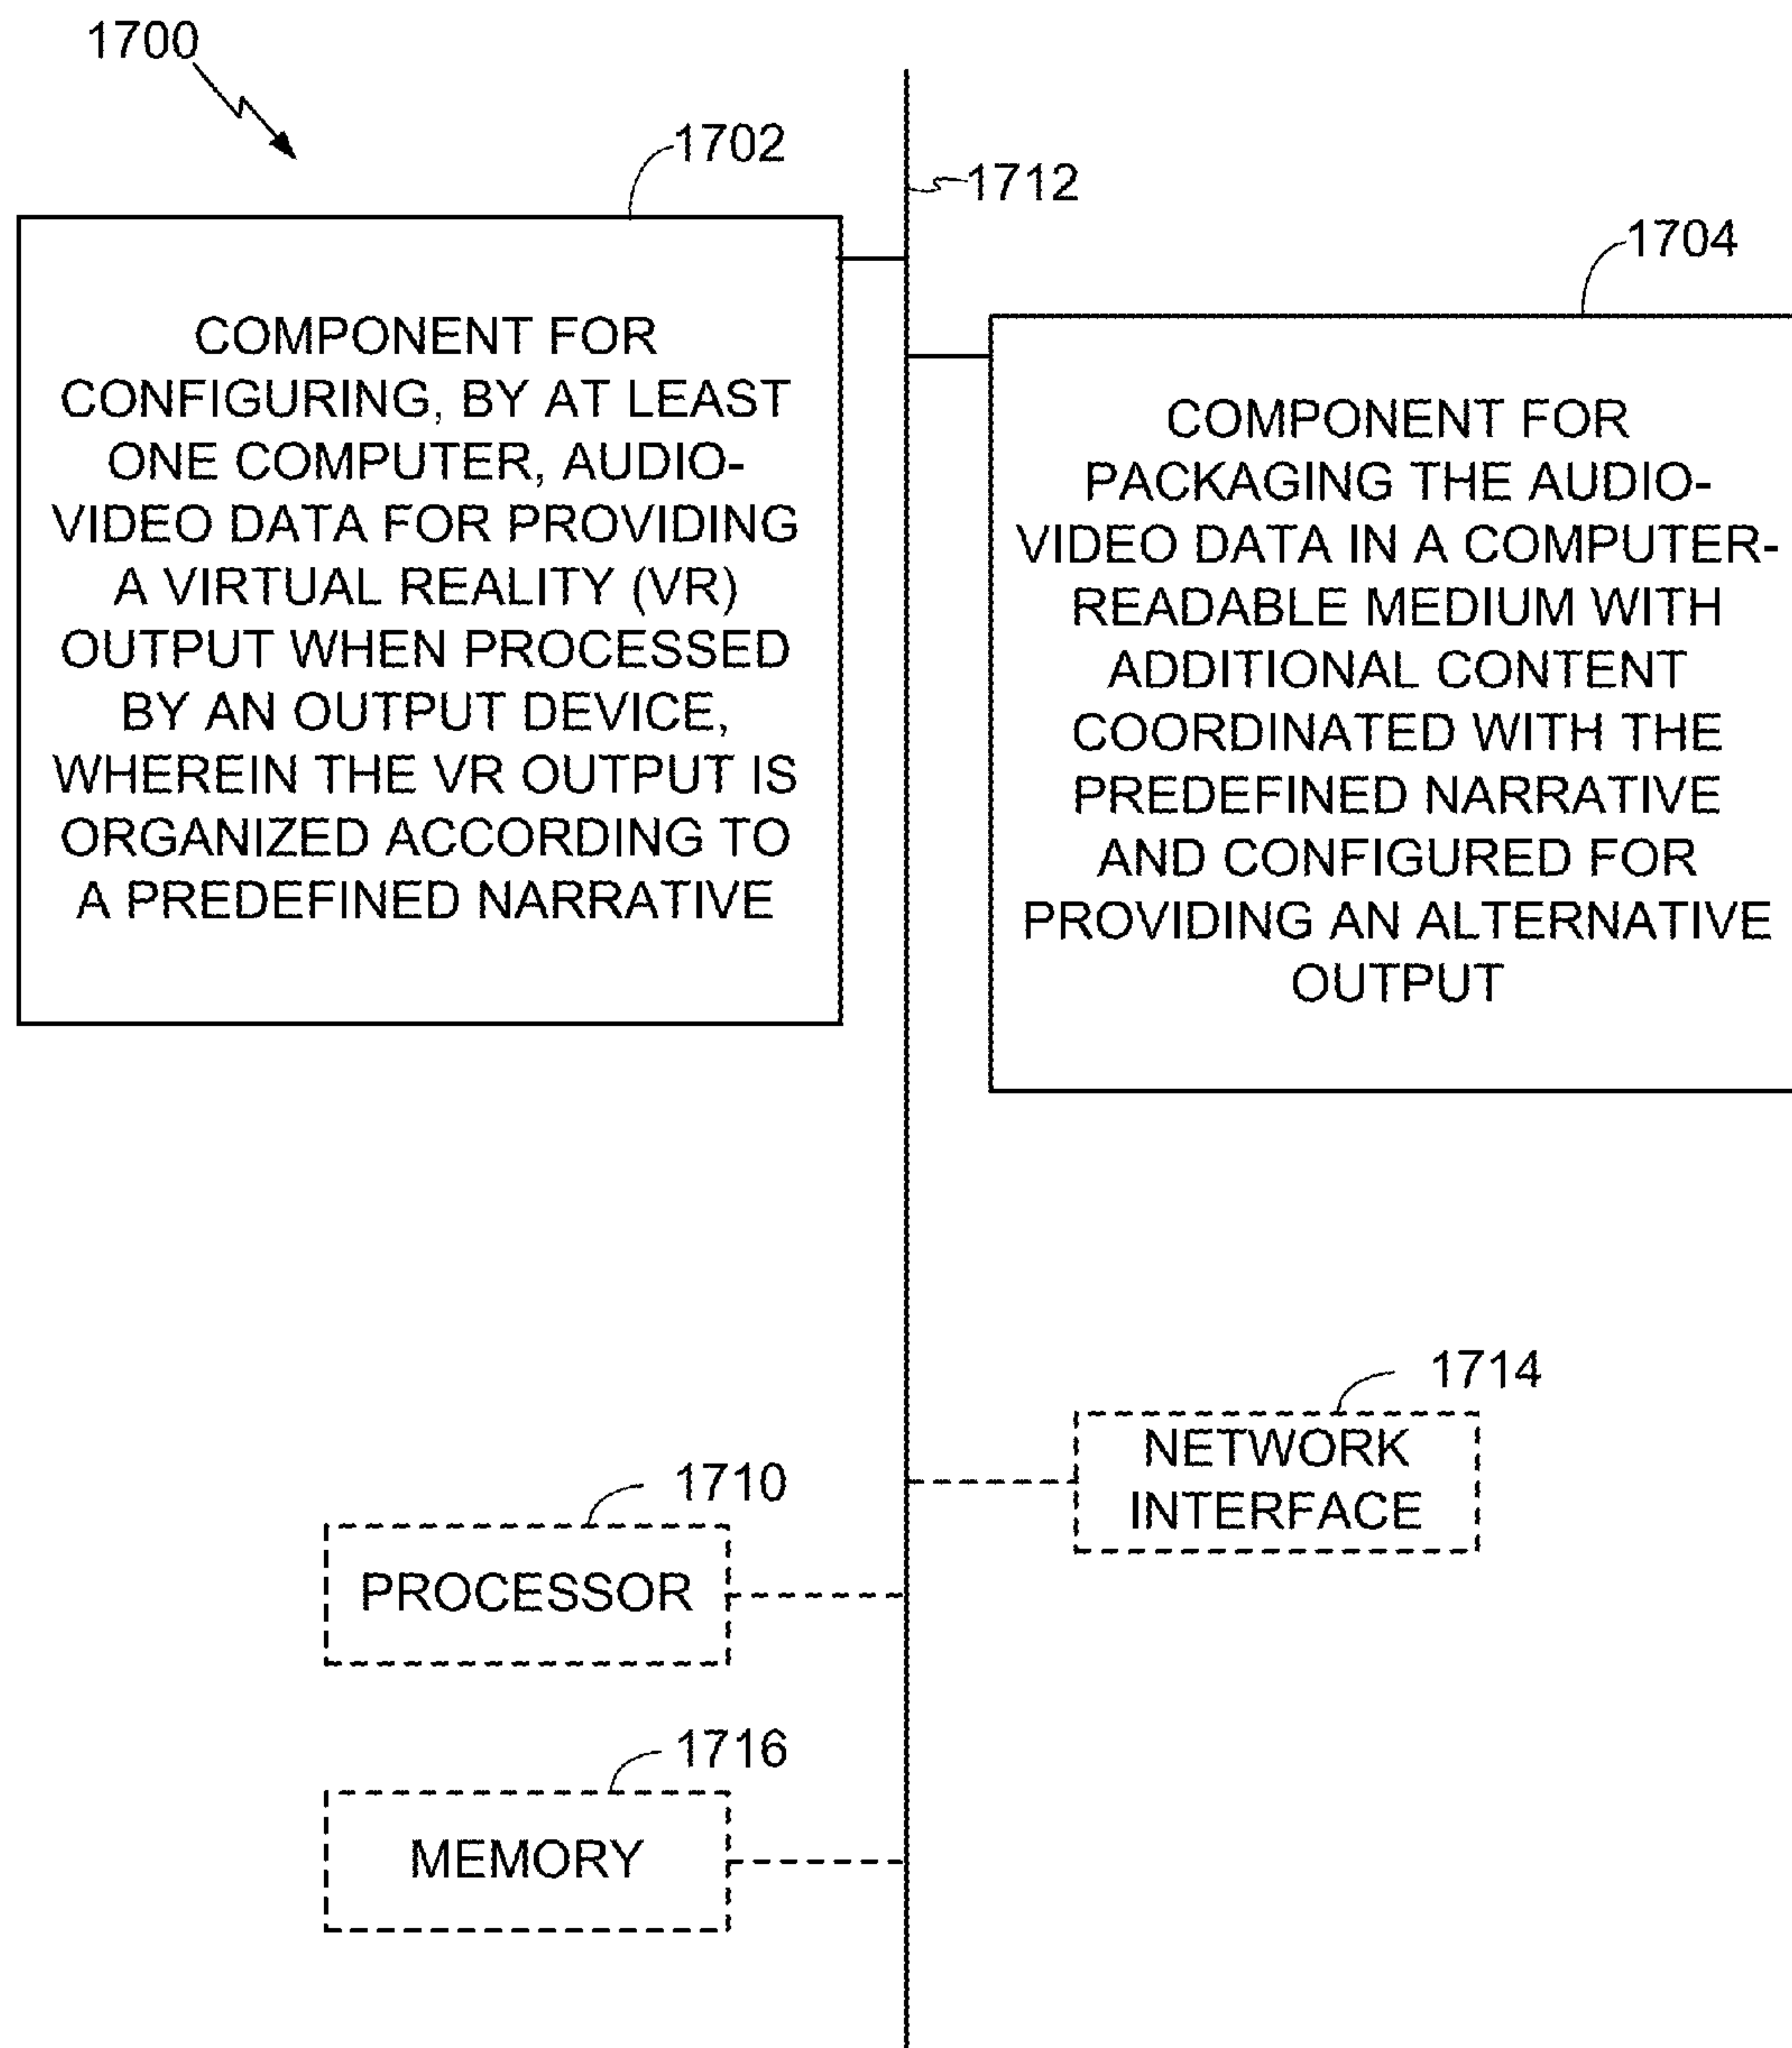 1700
1702
1712
1704
COMPONENT FOR
CONFIGURING, BY AT LEAST
ONE COMPUTER, AUDIO-
VIDEO DATA FOR PROVIDING
A VIRTUAL REALITY (VR)
OUTPUT WHEN PROCESSED
BY AN OUTPUT DEVICE,
WHEREIN THE VR OUTPUT IS
ORGANIZED ACCORDING TO
A PREDEFINED NARRATIVE
COMPONENT FOR
PACKAGING THE AUDIO-
VIDEO DATA IN A COMPUTER-
READABLE MEDIUM WITH
ADDITIONAL CONTENT
COORDINATED WITH THE
PREDEFINED NARRATIVE
AND CONFIGURED FOR
PROVIDING AN ALTERNATIVE
OUTPUT
1714
NETWORK
INTERFACE
1710
PROCESSOR
1716
MEMORY